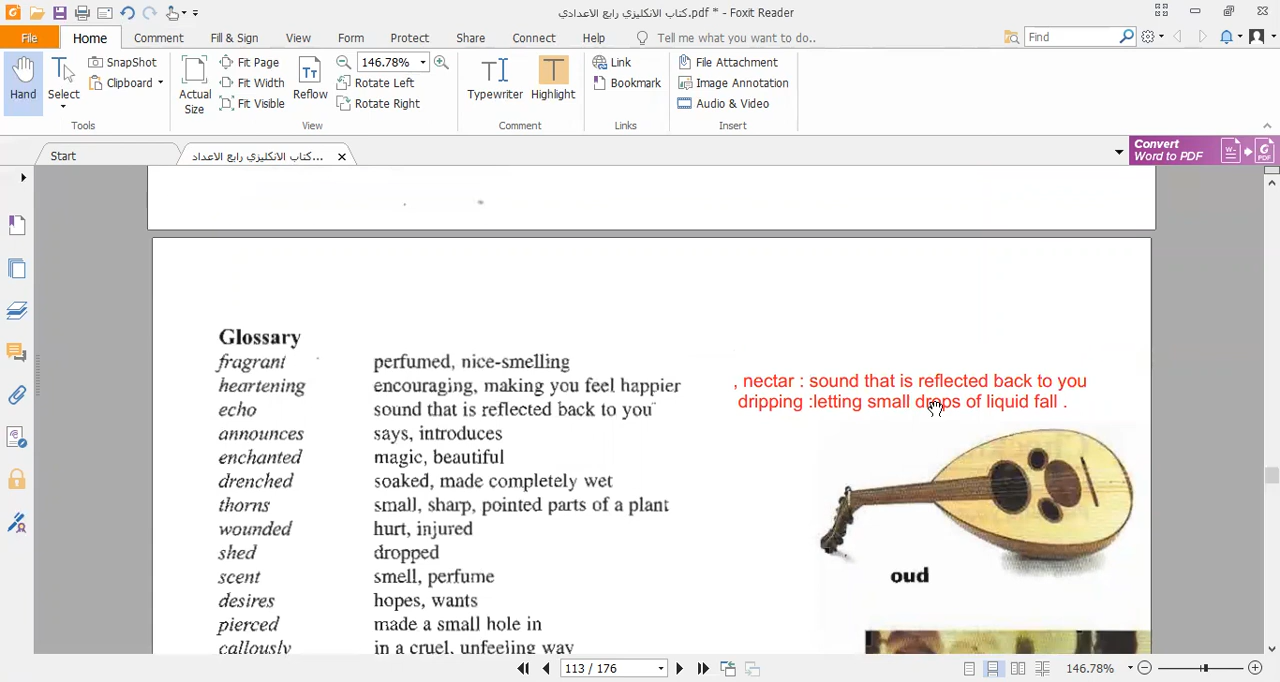 كتاب الانكليزي رابع الاعدادي.pdf * - Foxit Reader
File Home Comment Fill & Sign View Form Protect Share Connect Help Tell me what you want to do.. Find
Hand
Select
SnapShot
Clipboard
Actual Size
Fit Page
Fit Width
Fit Visible
Reflow
146.78%
Rotate Left
Rotate Right
Typewriter
Highlight
Link
Bookmark
File Attachment
Image Annotation
Audio & Video
Tools View Comment Links Insert
Start
كتاب الانكليزي رابع الاعداد...
Convert
Word to PDF
PDF
Glossary
fragrant perfumed, nice-smelling
heartening encouraging, making you feel happier
echo sound that is reflected back to you
announces says, introduces
enchanted magic, beautiful
drenched soaked, made completely wet
thorns small, sharp, pointed parts of a plant
wounded hurt, injured
shed dropped
scent smell, perfume
desires hopes, wants
pierced made a small hole in
callously in a cruel, unfeeling way
, nectar : sound that is reflected back to you
dripping :letting small drops of liquid fall .
oud
113 / 176
146.78%